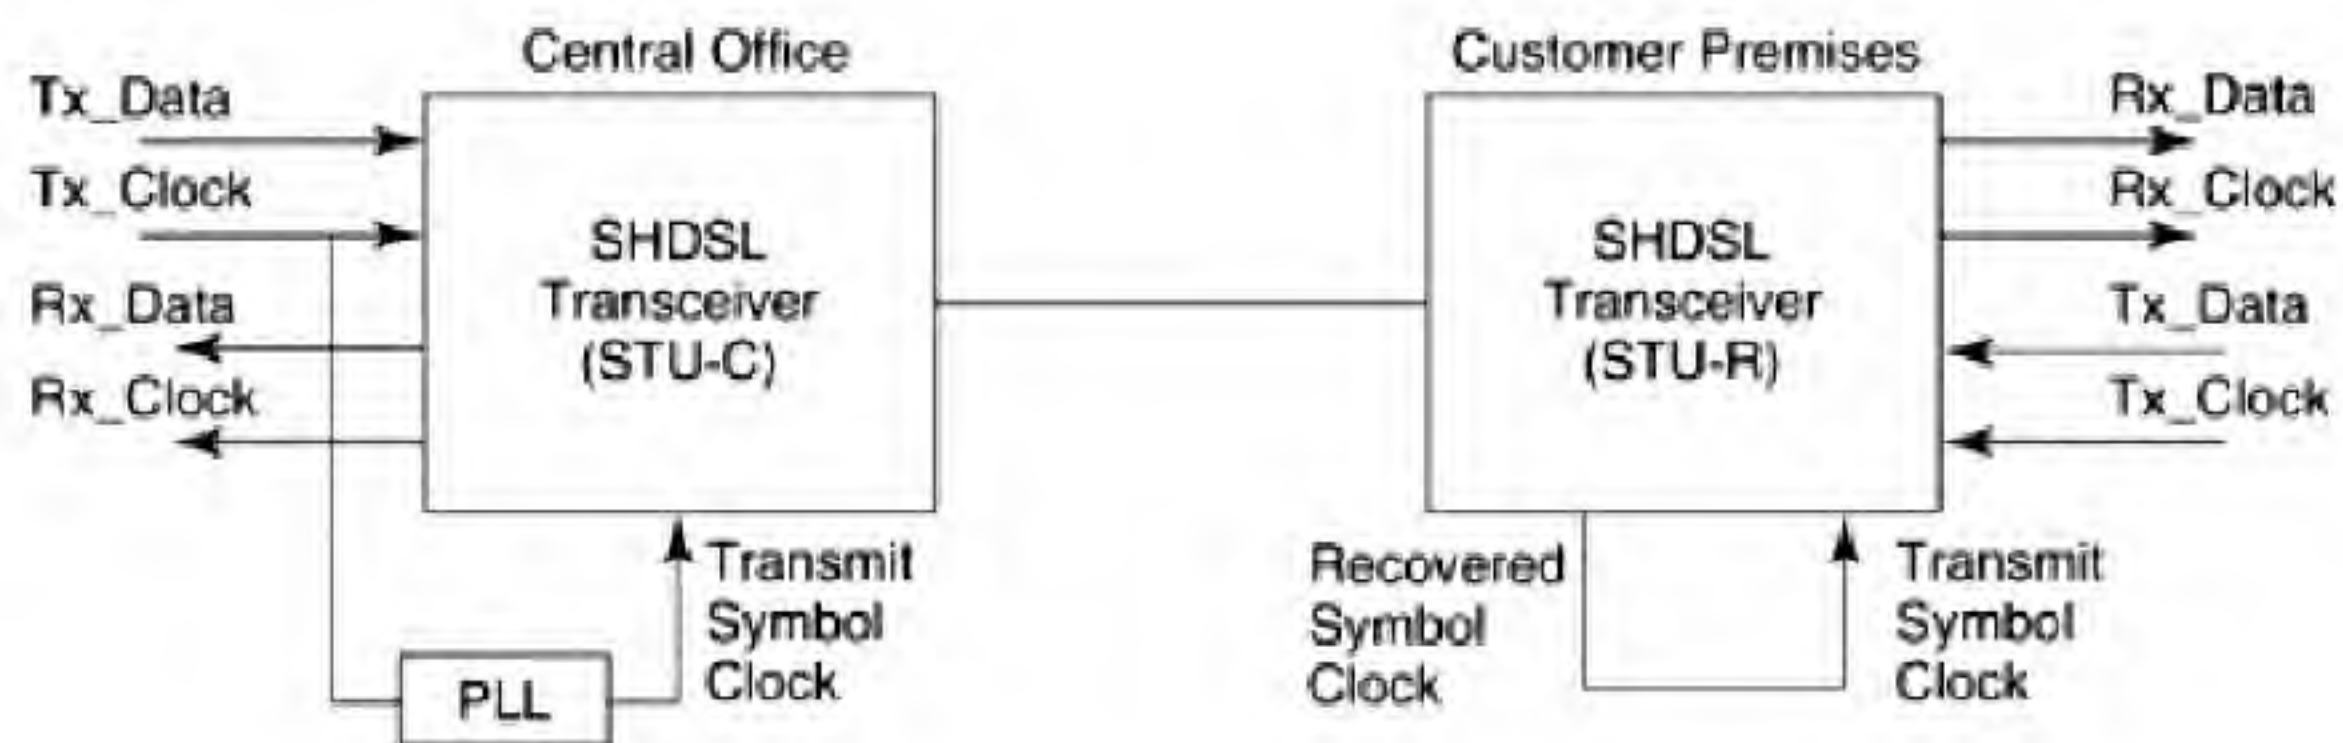 Central Office
Customer Premises
Tx_Data
Tx_Clock
Rx_Data
Rx_Clock
SHDSL
Transceiver
(STU-C)
SHDSL
Transceiver
(STU-R)
Rx_Data
Rx_Clock
Tx_Data
Tx_Clock
PLL
Transmit
Symbol
Clock
Recovered
Symbol
Clock
Transmit
Symbol
Clock